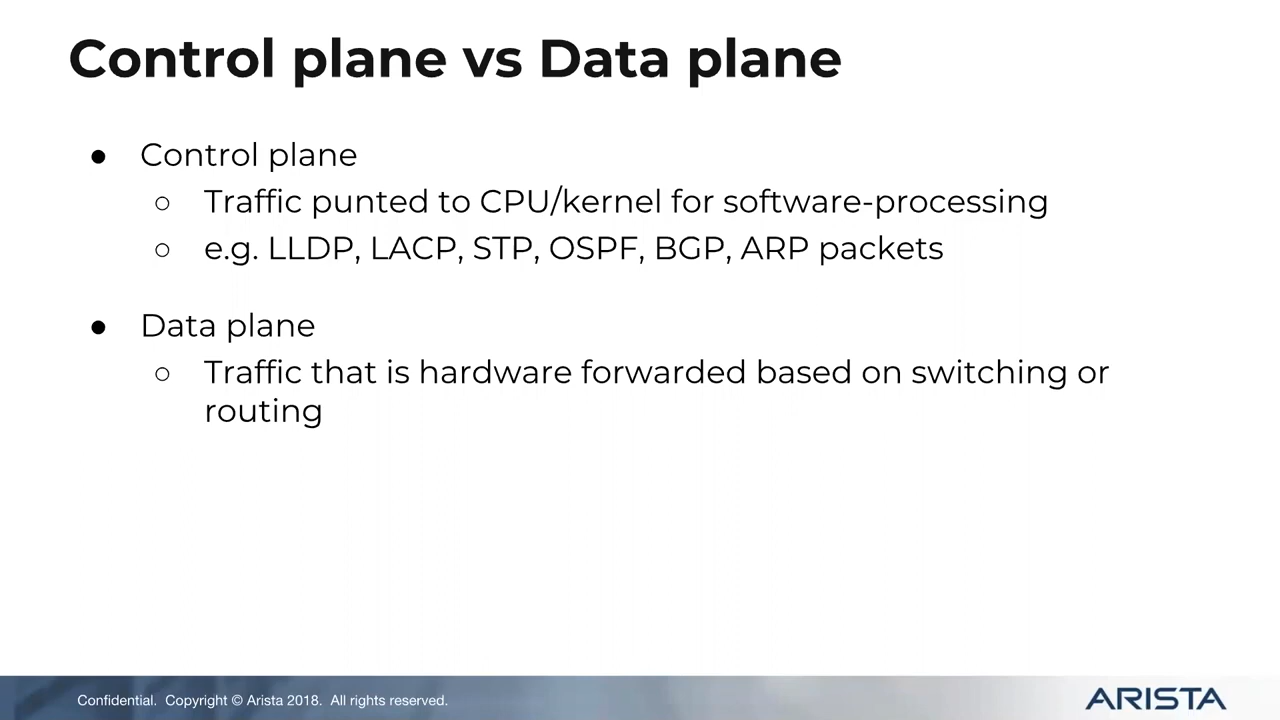 Control plane vs Data plane
● Control plane
○ Traffic punted to CPU/kernel for software-processing
○ e.g. LLDP, LACP, STP, OSPF, BGP, ARP packets
● Data plane
○ Traffic that is hardware forwarded based on switching or
routing
Confidential. Copyright © Arista 2018. All rights reserved.
ARISTA